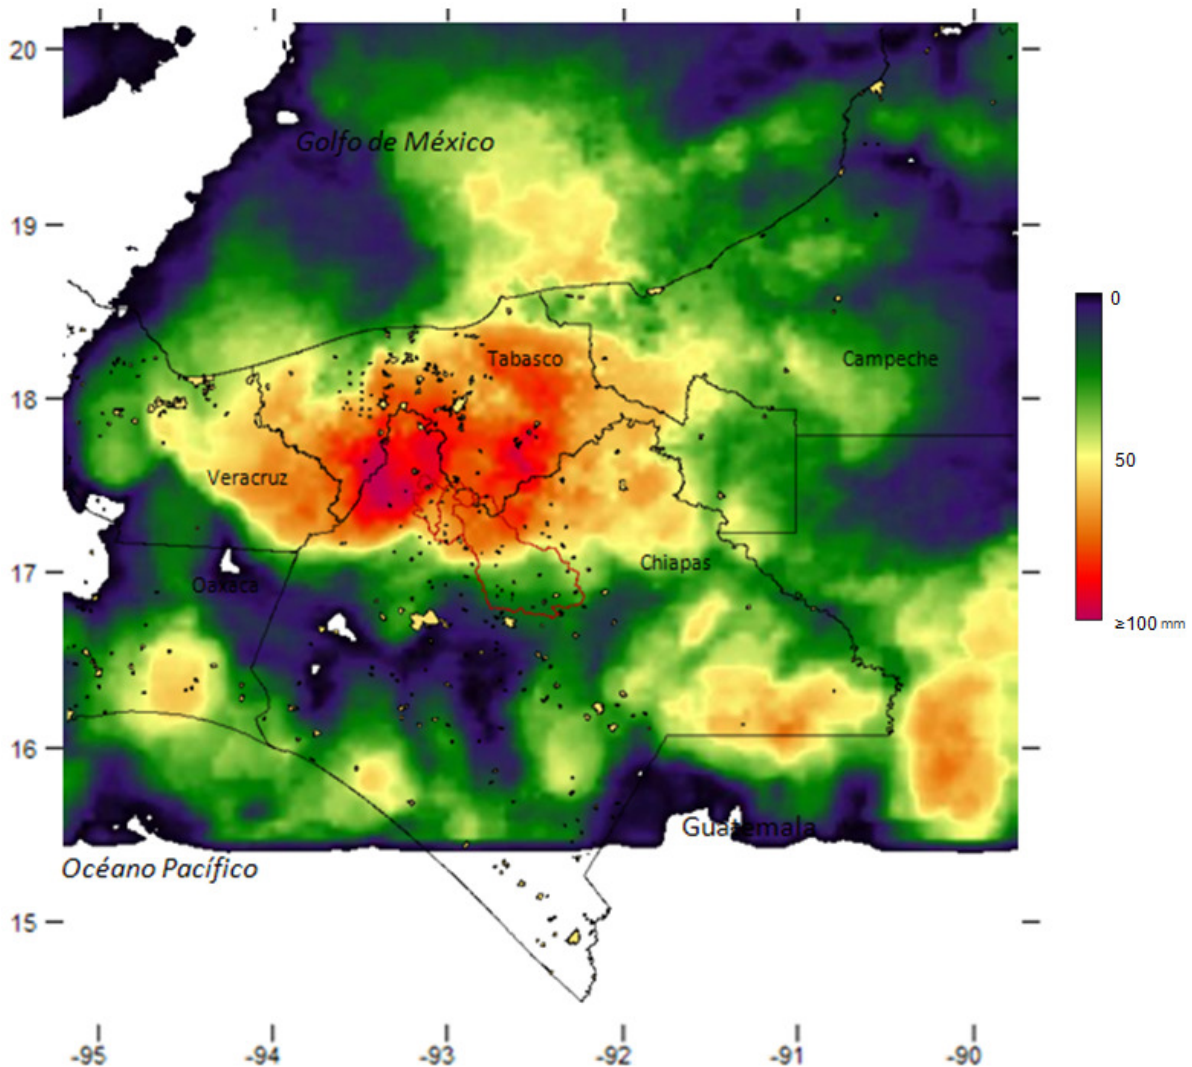 20
Golfo de México
19
0
Tabasco
Campeche
18
50
Veracruz
17
Chiapas
Oaxaca
≥100 mm
16
Guatemala
Océano Pacífico
15
-95
-94
-93
-92
-91
-90